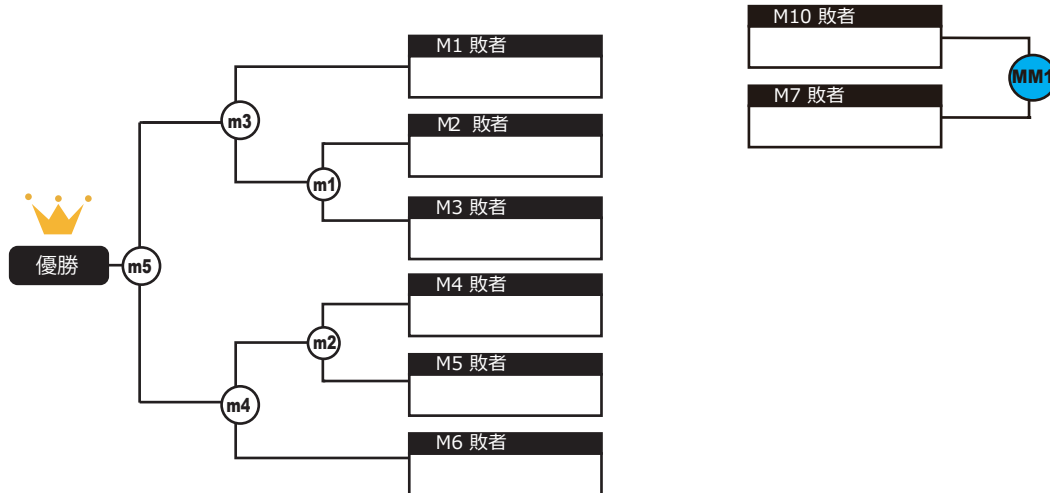 M1 敗者
m3
M2 敗者
m1
M3 敗者
優勝
m5
M4 敗者
m2
M5 敗者
m4
M6 敗者
M10 敗者
MM1
M7 敗者